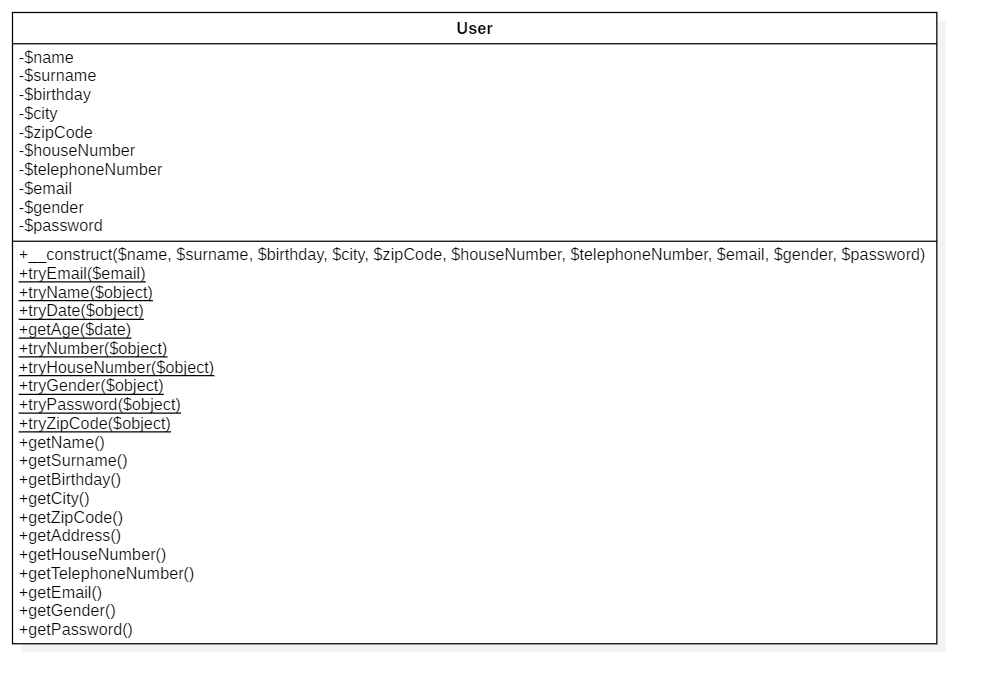 User
-$name
-$surname
-$birthday
-$city
-$zipCode
-$houseNumber
-$telephoneNumber
-$email
-$gender
-$password
+__construct($name, $surname, $birthday, $city, $zipCode, $houseNumber, $telephoneNumber, $email, $gender, $password)
+tryEmail($email)
+tryName($object)
+tryDate($object)
+getAge($date)
+tryNumber($object)
+tryHouseNumber($object)
+tryGender($object)
+tryPassword($object)
+tryZipCode($object)
+getName()
+getSurname()
+getBirthday()
+getCity()
+getZipCode()
+getAddress()
+getHouseNumber()
+getTelephoneNumber()
+getEmail()
+getGender()
+getPassword()